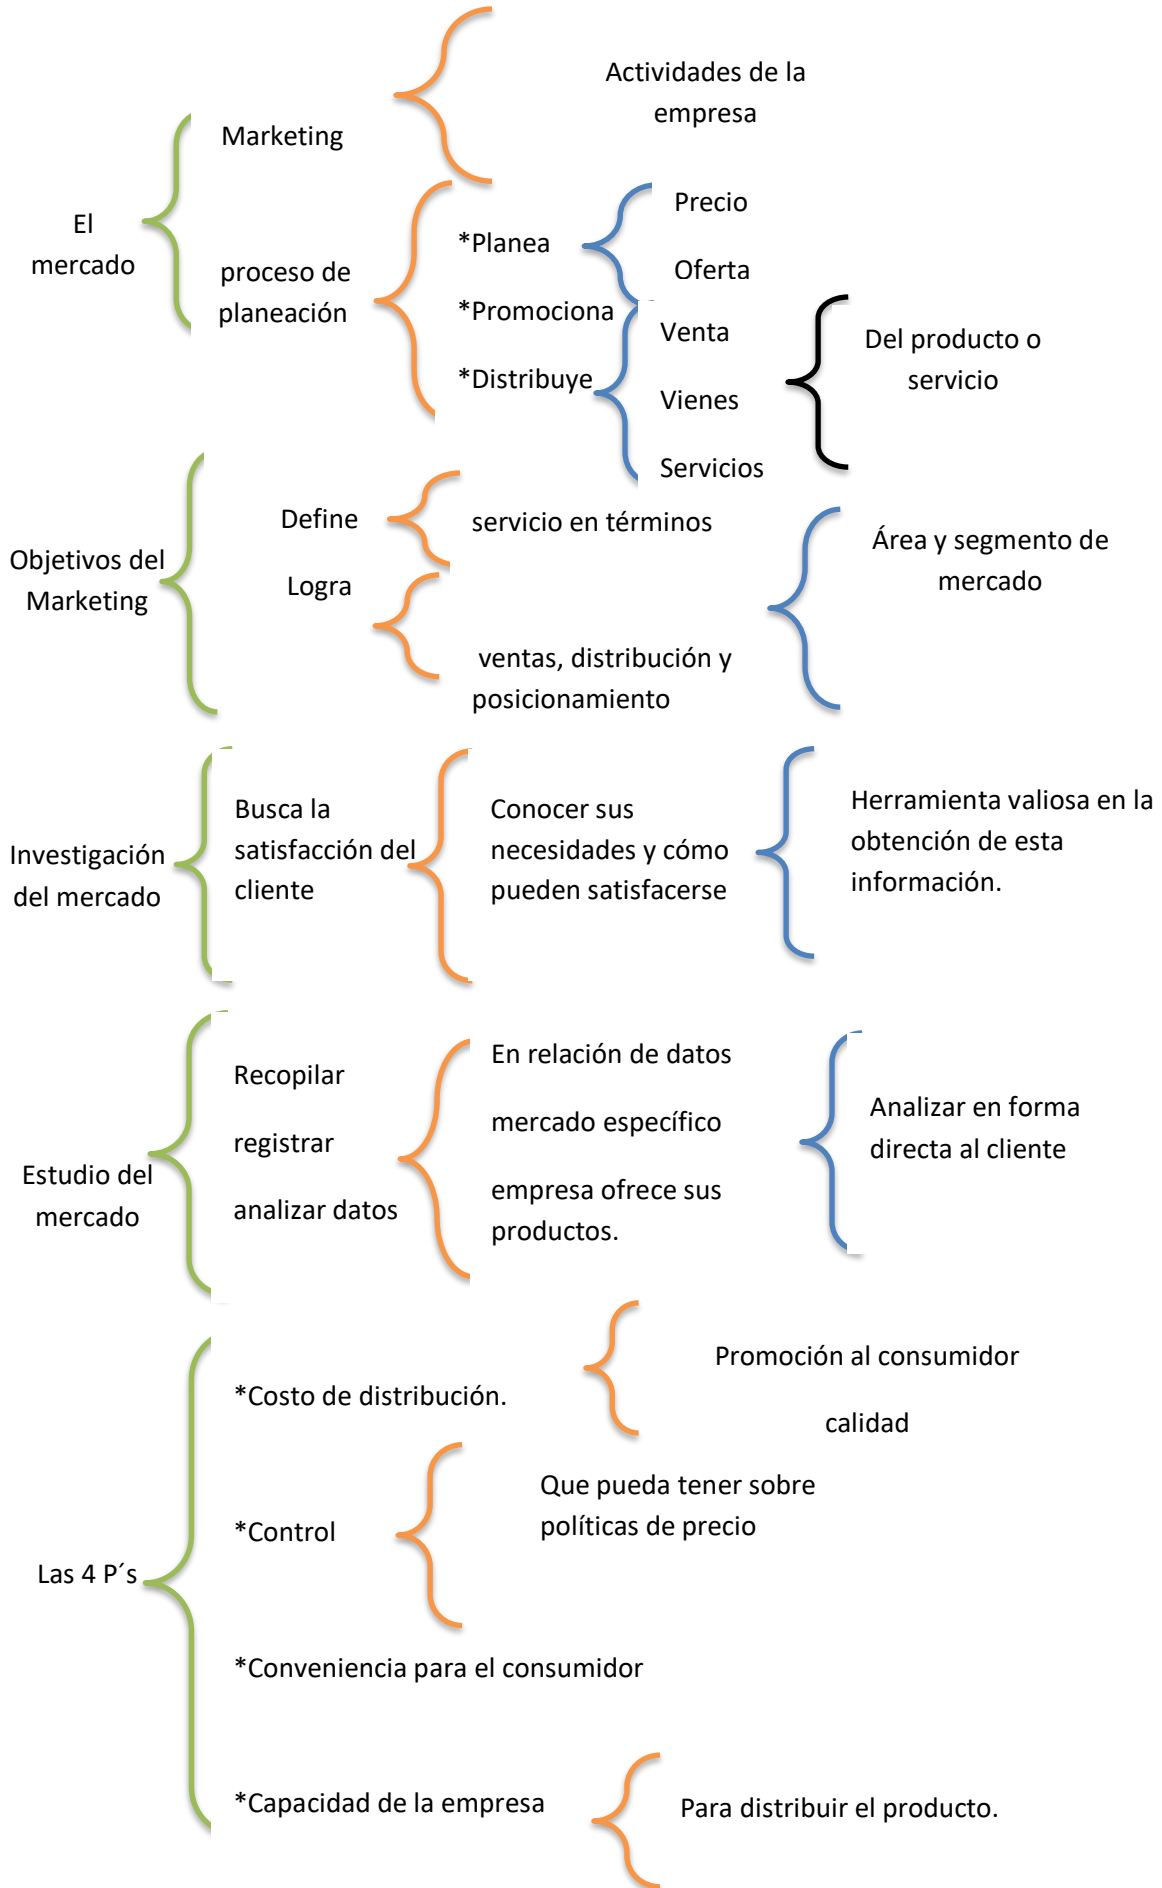 El
mercado
Marketing
Actividades de la
empresa
proceso de
planeación
*Planea
*Promociona
*Distribuye
Precio
Oferta
Venta
Vienes
Servicios
Del producto o
servicio
Objetivos del
Marketing
Define
Logra
servicio en términos
ventas, distribución y
posicionamiento
Área y segmento de
mercado
Investigación
del mercado
Busca la
satisfacción del
cliente
Conocer sus
necesidades y cómo
pueden satisfacerse
Herramienta valiosa en la
obtención de esta
información.
Estudio del
mercado
Recopilar
registrar
analizar datos
En relación de datos
mercado específico
empresa ofrece sus
productos.
Analizar en forma
directa al cliente
Las 4 P´s
*Costo de distribución.
Promoción al consumidor
calidad
*Control
Que pueda tener sobre
políticas de precio
*Conveniencia para el consumidor
*Capacidad de la empresa
Para distribuir el producto.